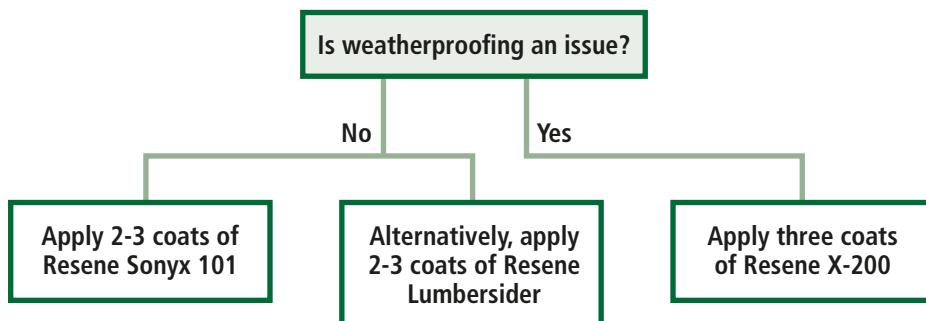 Is weatherproofing an issue?
No
Yes
Apply 2-3 coats of
Resene Sonyx 101
Alternatively, apply
2-3 coats of Resene
Lumbersider
Apply three coats
of Resene X-200